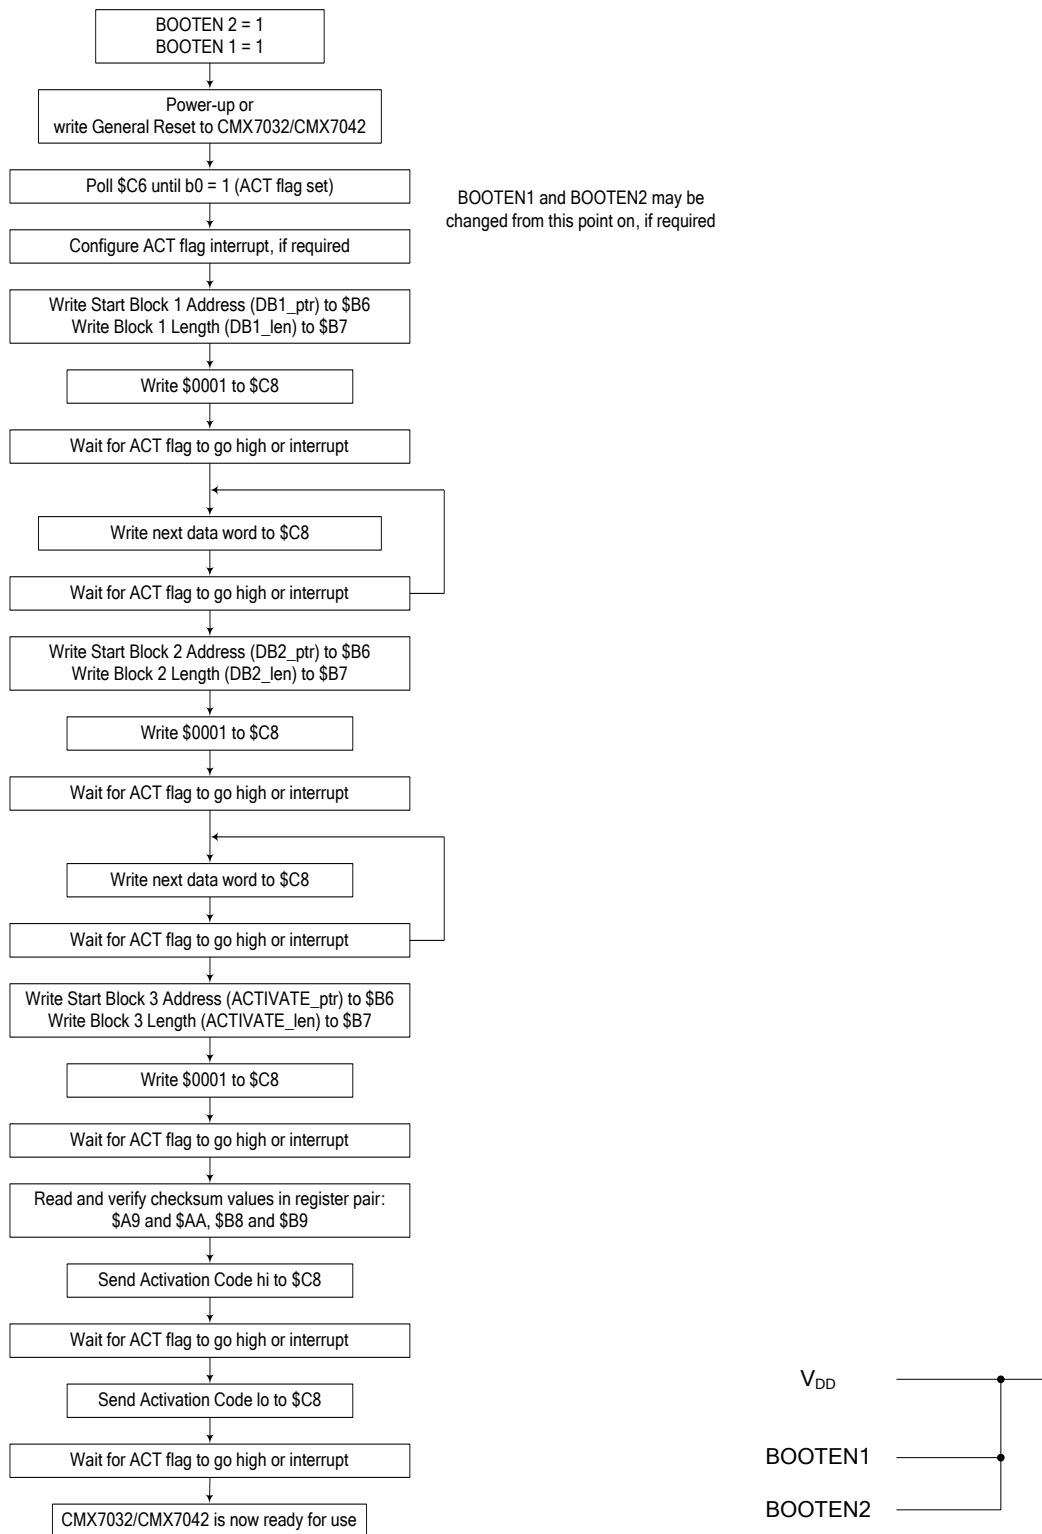 BOOTEN 2 = 1
BOOTEN 1 = 1
Power-up or
write General Reset to CMX7032/CMX7042
Poll $C6 until b0 = 1 (ACT flag set)
BOOTEN1 and BOOTEN2 may be
changed from this point on, if required
Configure ACT flag interrupt, if required
Write Start Block 1 Address (DB1_ptr) to $B6
Write Block 1 Length (DB1_len) to $B7
Write $0001 to $C8
Wait for ACT flag to go high or interrupt
Write next data word to $C8
Wait for ACT flag to go high or interrupt
Write Start Block 2 Address (DB2_ptr) to $B6
Write Block 2 Length (DB2_len) to $B7
Write $0001 to $C8
Wait for ACT flag to go high or interrupt
Write next data word to $C8
Wait for ACT flag to go high or interrupt
Write Start Block 3 Address (ACTIVATE_ptr) to $B6
Write Block 3 Length (ACTIVATE_len) to $B7
Write $0001 to $C8
Wait for ACT flag to go high or interrupt
Read and verify checksum values in register pair:
$A9 and $AA, $B8 and $B9
Send Activation Code hi to $C8
Wait for ACT flag to go high or interrupt
Send Activation Code lo to $C8
Wait for ACT flag to go high or interrupt
CMX7032/CMX7042 is now ready for use
VDD
BOOTEN1
BOOTEN2